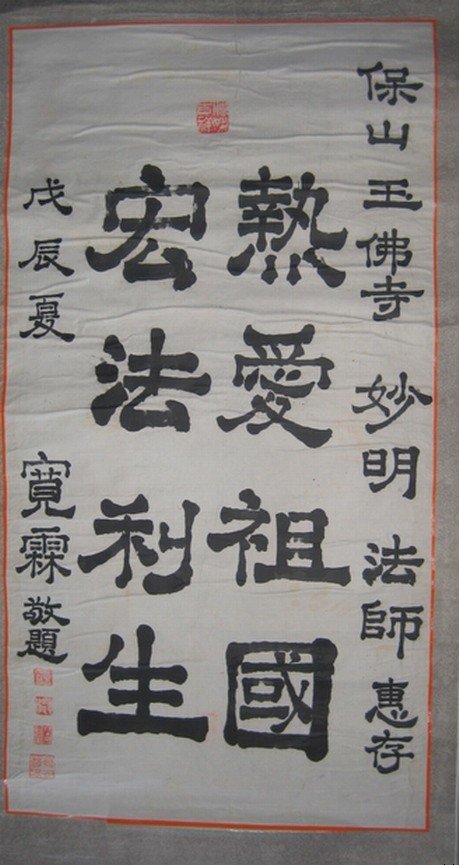 保山玉佛寺 妙明 法師 惠存
熱愛祖國
宏法利生
戊辰夏 寬霖敬題